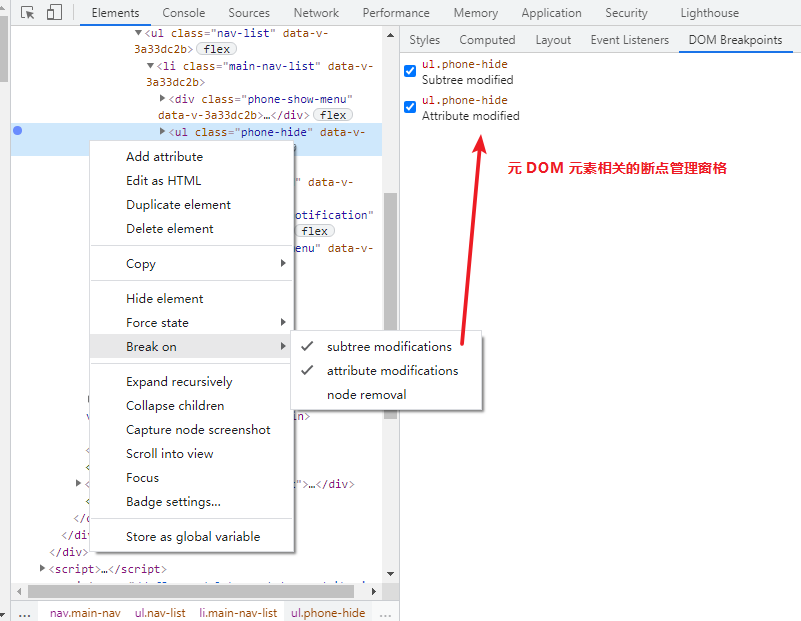 Elements Console Sources Network Performance Memory Application Security Lighthouse
<ul class="nav-list" data-v-
3a33dc2b> flex
<li class="main-nav-list" data-v-
3a33dc2b>
<div class="phone-show-menu"
data-v-3a33dc2b>…</div> flex
<ul class="phone-hide" data-v-
" data-v-
otification"
flex
enu" data-v-
Add attribute
Edit as HTML
Duplicate element
Delete element
Copy
Hide element
Force state
Break on
Expand recursively
Collapse children
Capture node screenshot
Scroll into view
Focus
Badge settings...
Store as global variable
subtree modifications
attribute modifications
node removal
">…</div>
</div>
<script>…</script>
... nav.main-nav ul.nav-list li.main-nav-list ul.phone-hide ...
Styles Computed Layout Event Listeners DOM Breakpoints
ul.phone-hide
Subtree modified
ul.phone-hide
Attribute modified
元 DOM 元素相关的断点管理窗格